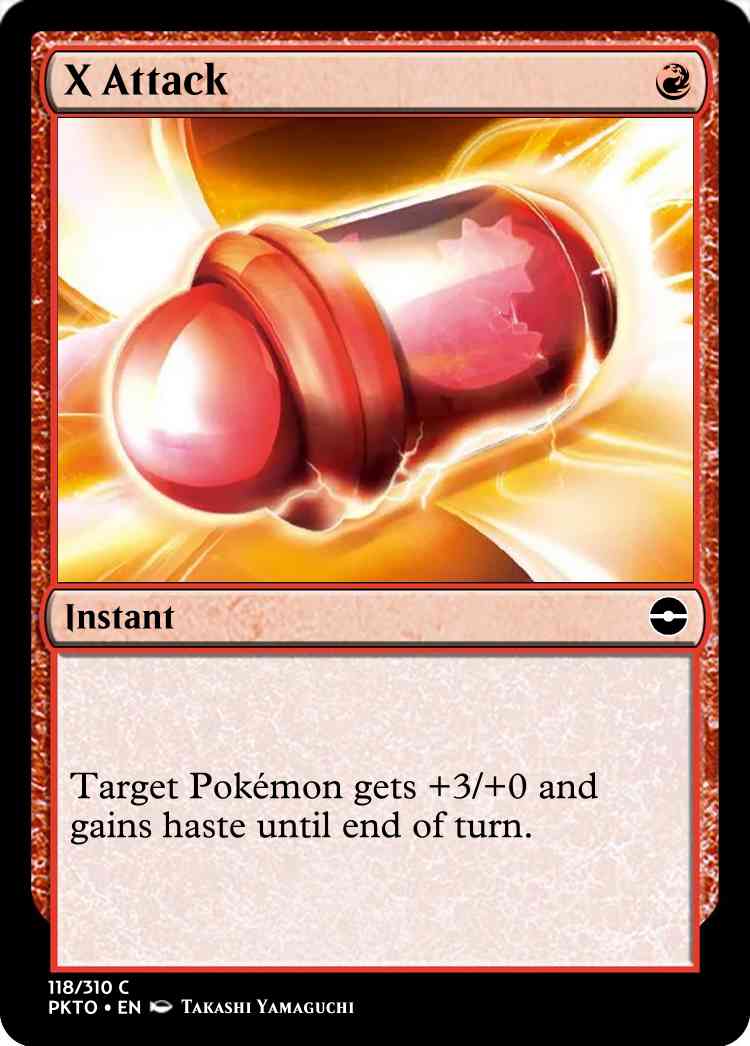 X Attack
Instant
Target Pokémon gets +3/+0 and
gains haste until end of turn.
118/310 C
PKTO • EN Takashi Yamaguchi